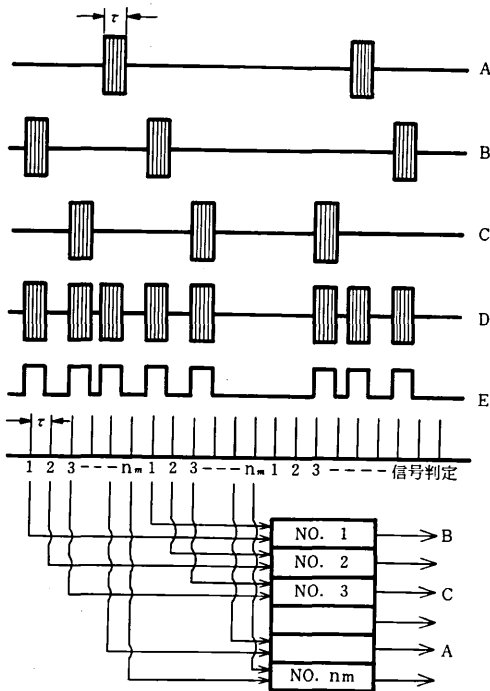 τ
A
B
C
D
E
τ
1 2 3 ---- nm 1 2 3 ---- nm 1 2 3 ---- 信号判定
NO. 1
B
NO. 2
NO. 3
C
A
NO. nm